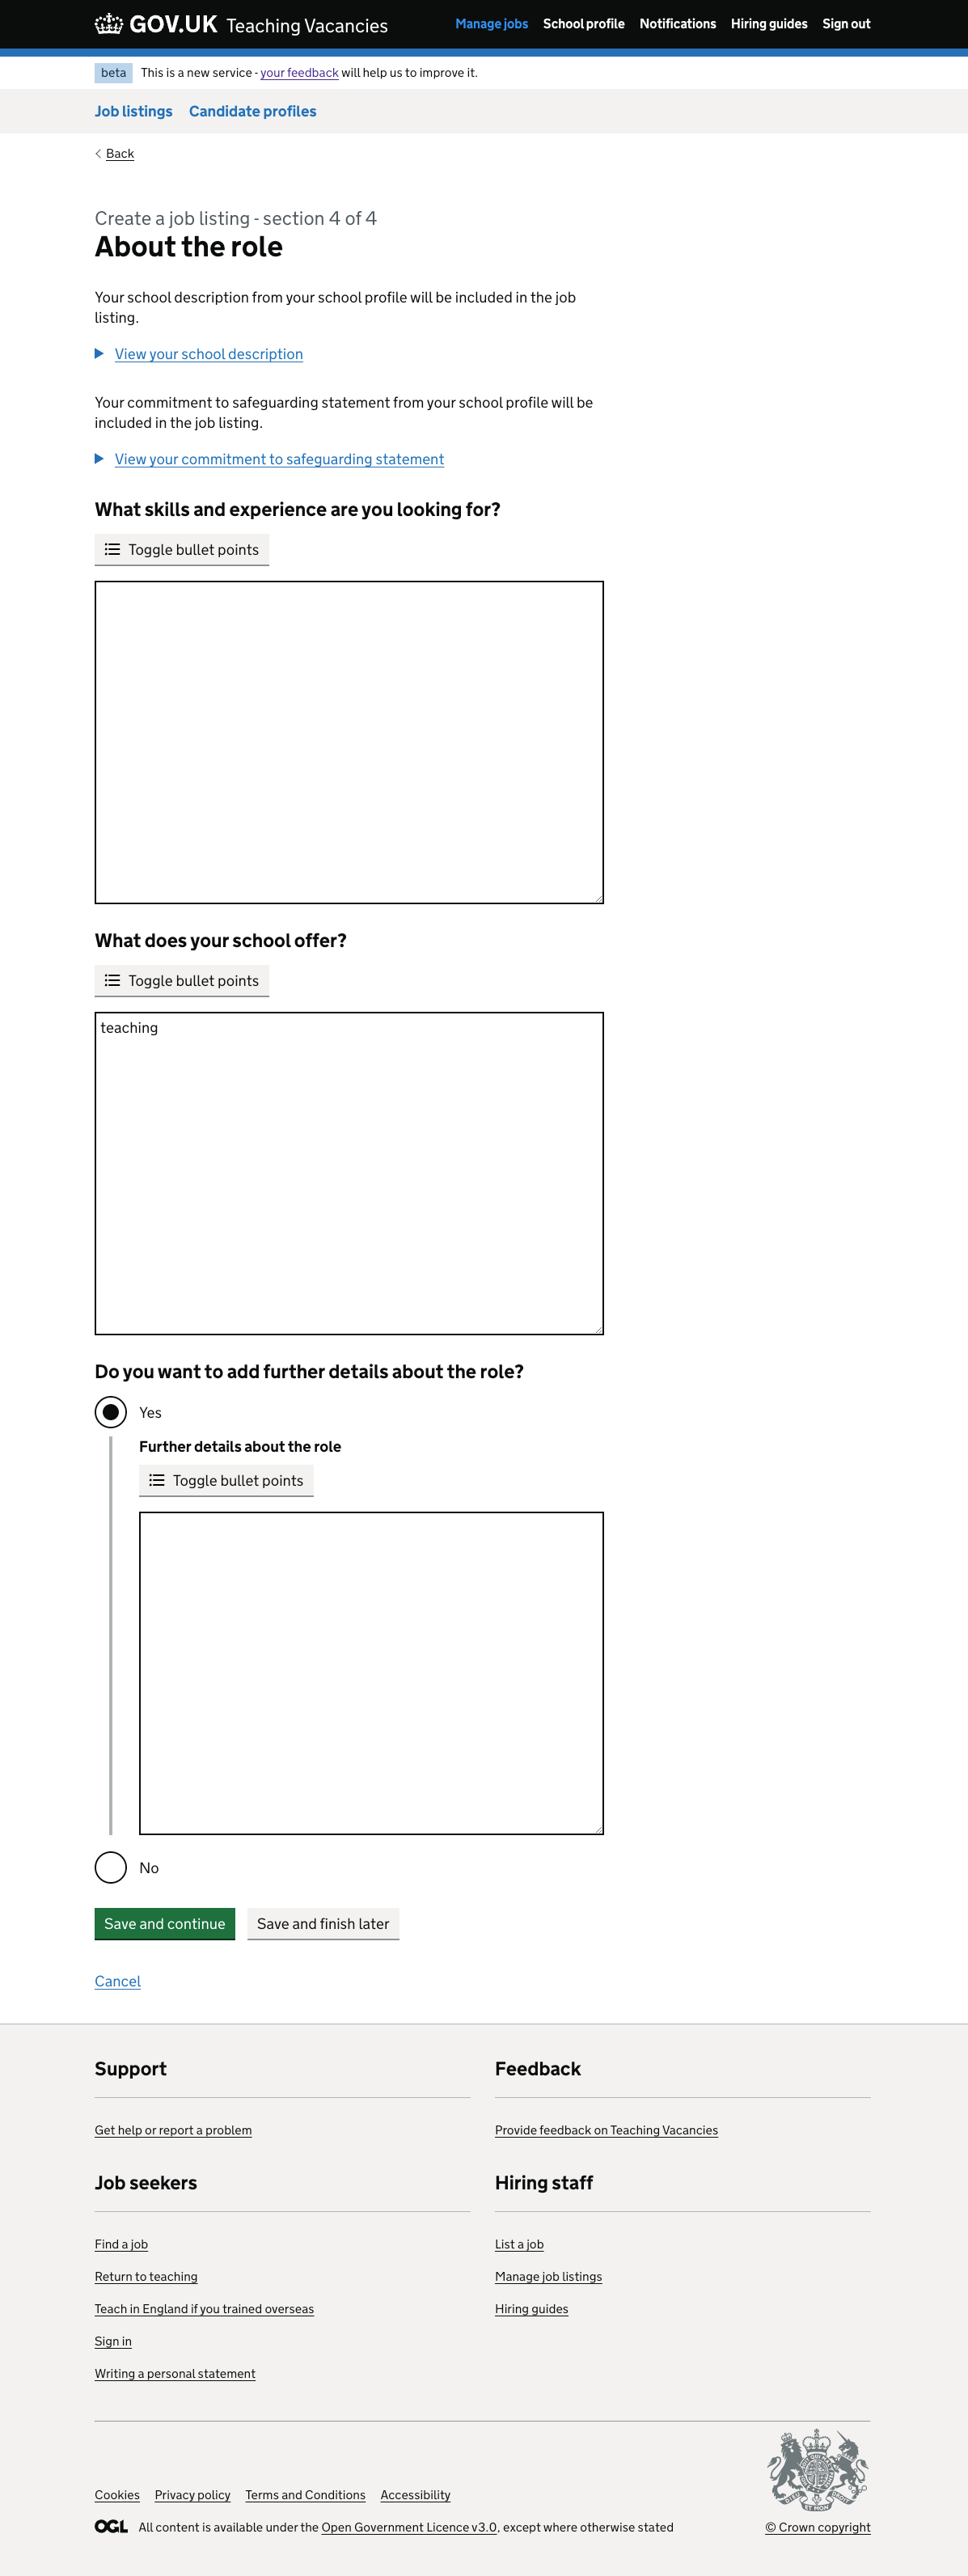 GOV.UK Teaching Vacancies
Manage jobs School profile Notifications Hiring guides Sign out
beta This is a new service - your feedback will help us to improve it.
Job listings Candidate profiles
Back
Create a job listing - section 4 of 4
About the role
Your school description from your school profile will be included in the job
listing.
View your school description
Your commitment to safeguarding statement from your school profile will be
included in the job listing.
View your commitment to safeguarding statement
What skills and experience are you looking for?
Toggle bullet points
What does your school offer?
Toggle bullet points
teaching
Do you want to add further details about the role?
Yes
Further details about the role
Toggle bullet points
No
Save and continue Save and finish later
Cancel
Support Feedback
Get help or report a problem Provide feedback on Teaching Vacancies
Job seekers Hiring staff
Find a job List a job
Return to teaching Manage job listings
Teach in England if you trained overseas Hiring guides
Sign in
Writing a personal statement
Cookies Privacy policy Terms and Conditions Accessibility
OGL All content is available under the Open Government Licence v3.0, except where otherwise stated © Crown copyright